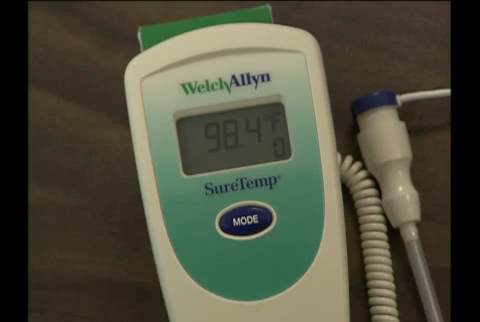 WelchAllyn
98.4°F
0
SureTemp®
MODE